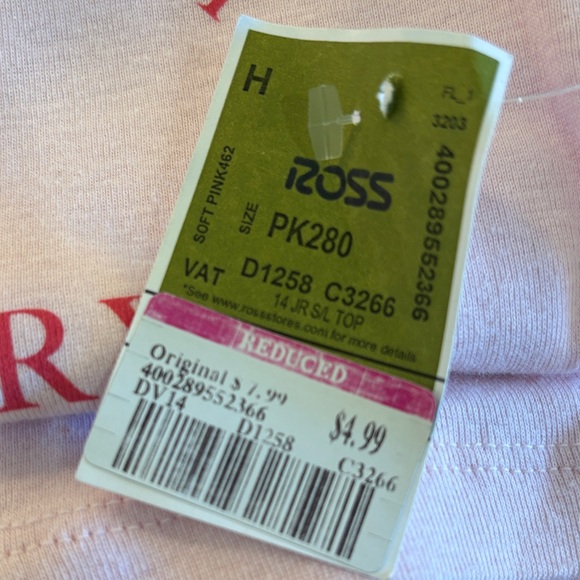 H
FL_1
3203
400289552366
SOFT PINK462
ROSS
SIZE
PK280
VAT D1258 C3266
14 JR S/L TOP
*See www.rossstores.com for more details
REDUCED
Original $7.99
400289552366
$4.99
DV14 D1258 C3266
R